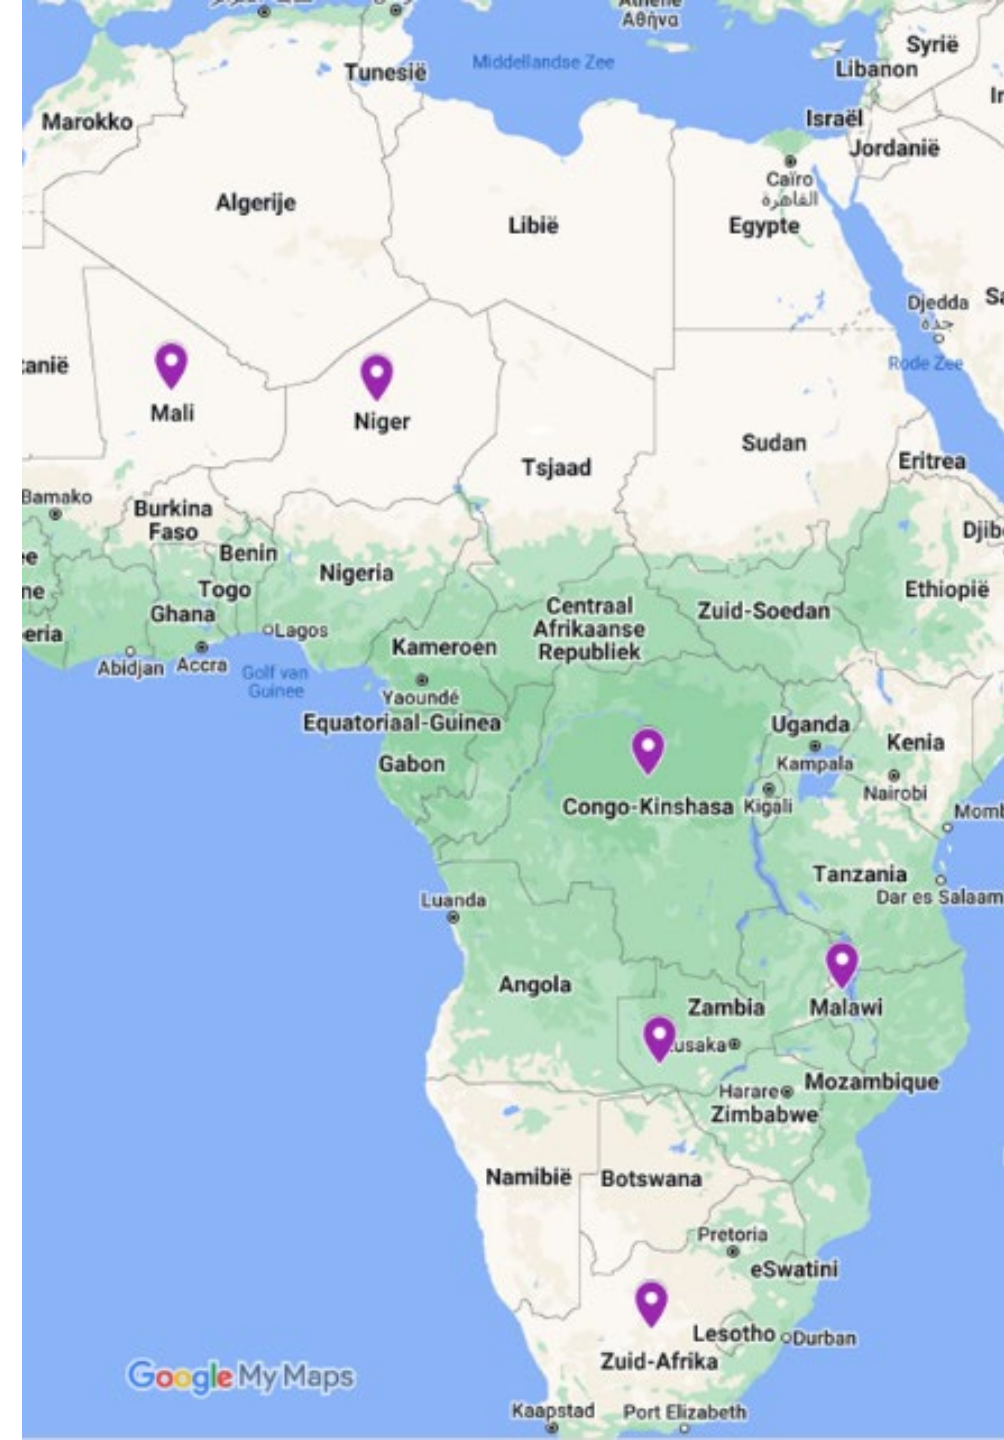 Αθήνα
Syrië
Middellandse Zee
Tunesië
Libanon
Marokko
Israël
Jordanië
Caïro
القاهرة
Algerije
Libië
Egypte
Djedda
جدة
Rode Zee
Mali
Niger
Sudan
Tsjaad
Eritrea
Bamako
Burkina
Faso
Benin
Nigeria
Togo
Ethiopië
Ghana
Centraal
Afrikaanse
Republiek
Zuid-Soedan
Lagos
Kameroen
Abidjan
Accra
Golf van
Guinee
Yaoundé
Equatoriaal-Guinea
Uganda
Kenia
Gabon
Kampala
Nairobi
Congo-Kinshasa
Kigali
Tanzania
Dar es Salaam
Luanda
Angola
Zambia
Malawi
usaka
Mozambique
Harare
Zimbabwe
Namibië
Botswana
Pretoria
eSwatini
Lesotho
Durban
Zuid-Afrika
Google My Maps
Kaapstad
Port Elizabeth